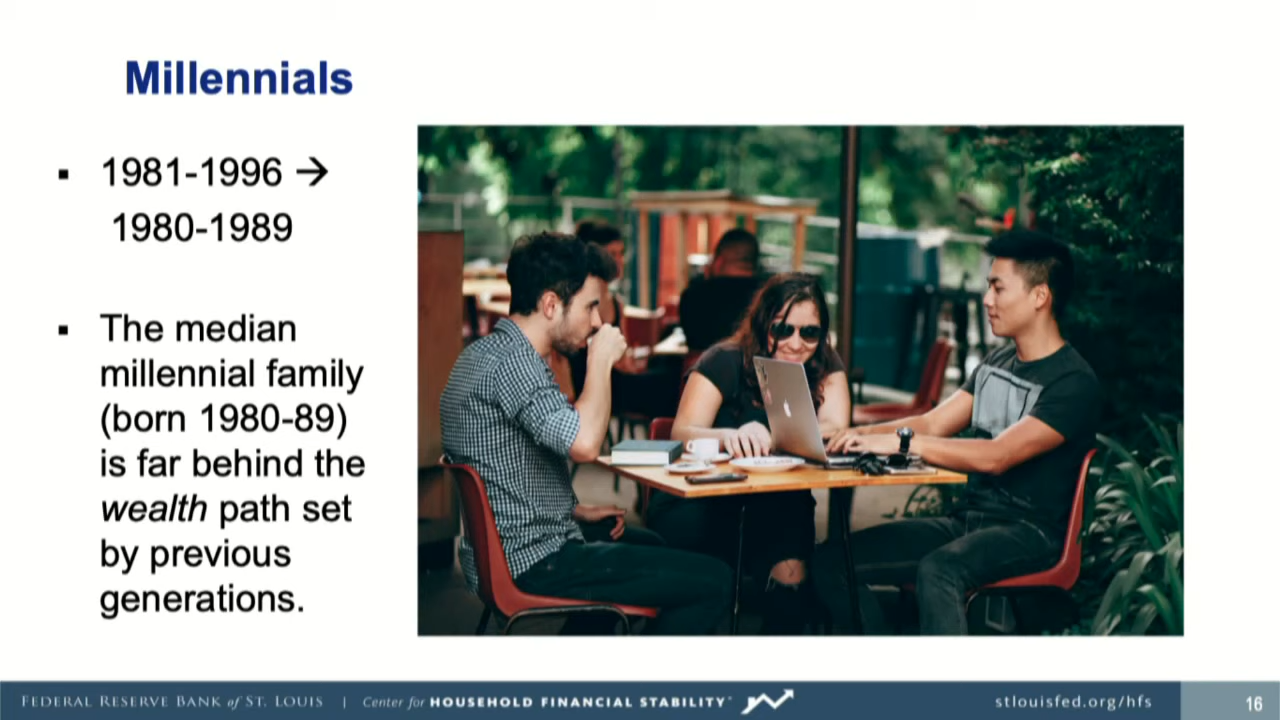 Millennials
▪ 1981-1996 →
1980-1989
▪ The median
millennial family
(born 1980-89)
is far behind the
wealth path set
by previous
generations.
FEDERAL RESERVE BANK of ST. LOUIS | Center for HOUSEHOLD FINANCIAL STABILITY stlouisfed.org/hfs 16